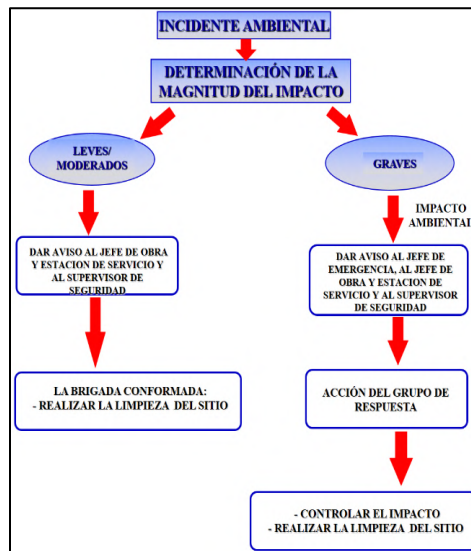 INCIDENTE AMBIENTAL
DETERMINACIÓN DE LA
MAGNITUD DEL IMPACTO
LEVES/
MODERADOS
GRAVES
IMPACTO
AMBIENTAL
DAR AVISO AL JEFE DE OBRA
Y ESTACION DE SERVICIO Y
AL SUPERVISOR DE
SEGURIDAD
DAR AVISO AL JEFE DE
EMERGENCIA, AL JEFE DE
OBRA Y ESTACION DE
SERVICIO Y AL SUPERVISOR
DE SEGURIDAD
LA BRIGADA CONFORMADA:
- REALIZAR LA LIMPIEZA DEL SITIO
ACCIÓN DEL GRUPO DE
RESPUESTA
- CONTROLAR EL IMPACTO
- REALIZAR LA LIMPIEZA DEL SITIO